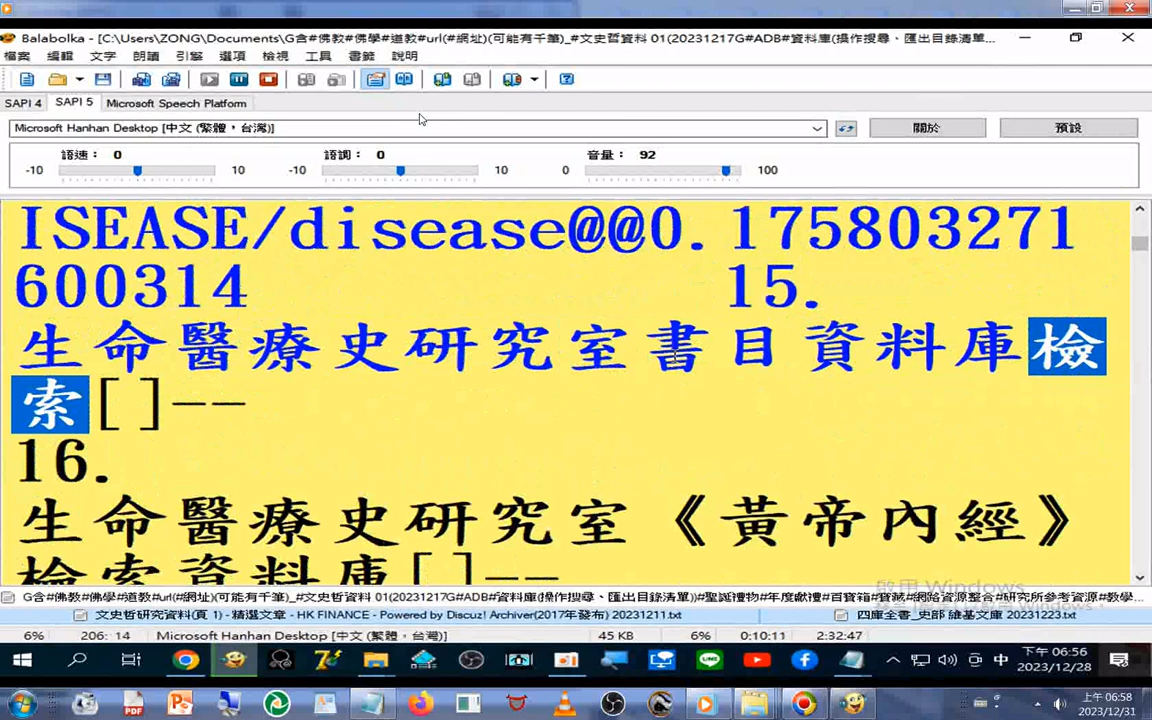 Balabolka - [C:\Users\ZONG\Documents\G含#佛教#佛學#道教#url(#網址)(可能有千筆)_#文史哲資料 01(20231217G#ADB#資料庫(操作搜尋、匯出目錄清單...
檔案 編輯 文字 朗讀 引擎 選項 檢視 工具 書籤 說明
SAPI 4 SAPI 5 Microsoft Speech Platform
Microsoft Hanhan Desktop [中文 (繁體，台灣)] 關於 預設
語速： 0 語調： 0 音量： 92
-10 10 -10 10 0 100
ISEASE/disease@@0.175803271
600314 15.
生命醫療史研究室書目資料庫檢
索[]--
16.
生命醫療史研究室《黃帝內經》
檢索資料庫[]--
啟用 Windows
G含#佛教#佛學#道教#url(#網址)(可能有千筆)_#文史哲資料 01(20231217G#ADB#資料庫(操作搜尋、匯出目錄清單))#聖誕禮物#年度獻禮#百寶箱#寶藏#網路資源整合#研究所參考資源#教學...
文史哲研究資料(頁 1) - 精選文章 - HK FINANCE - Powered by Discuz! Archiver(2017年發布) 20231211.txt 四庫全書_史部 維基文庫 20231223.txt
6% 206: 14 Microsoft Hanhan Desktop [中文 (繁體，台灣)] 45 KB 6% 0:10:11 2:32:47
中 下午 06:56
2023/12/28
上午 06:58
2023/12/31